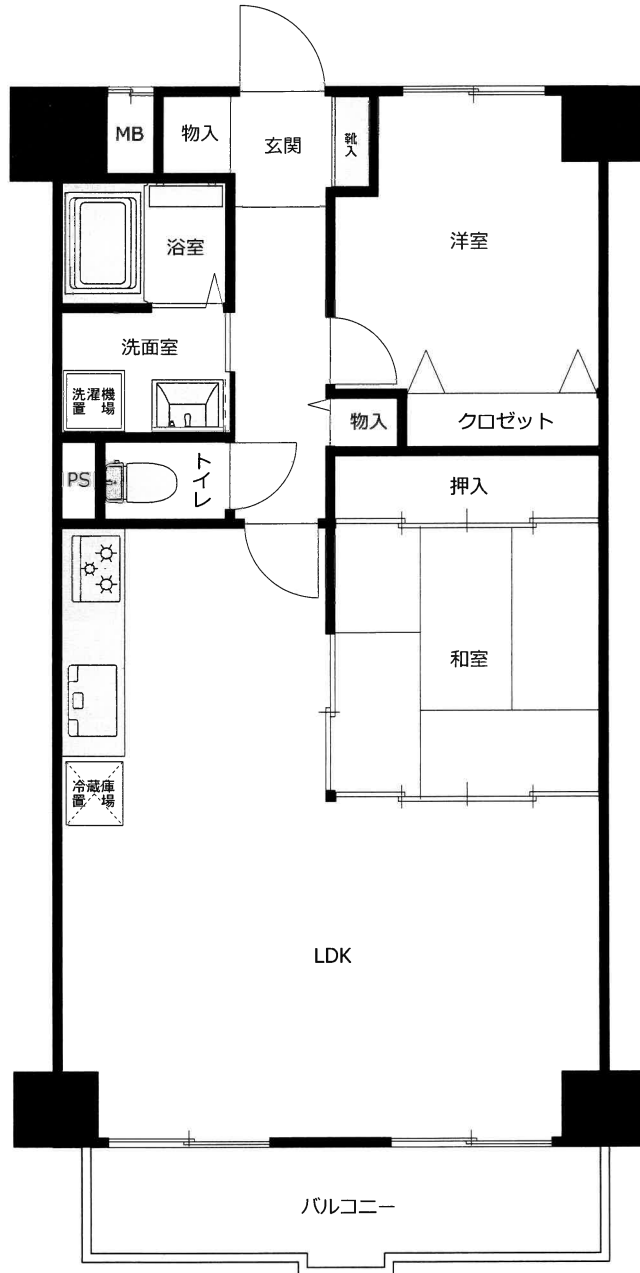 MB
物入
玄関
靴入
浴室
洋室
洗面室
洗濯機
置場
物入
クロゼット
PS
トイレ
押入
和室
冷蔵庫
置場
LDK
バルコニー